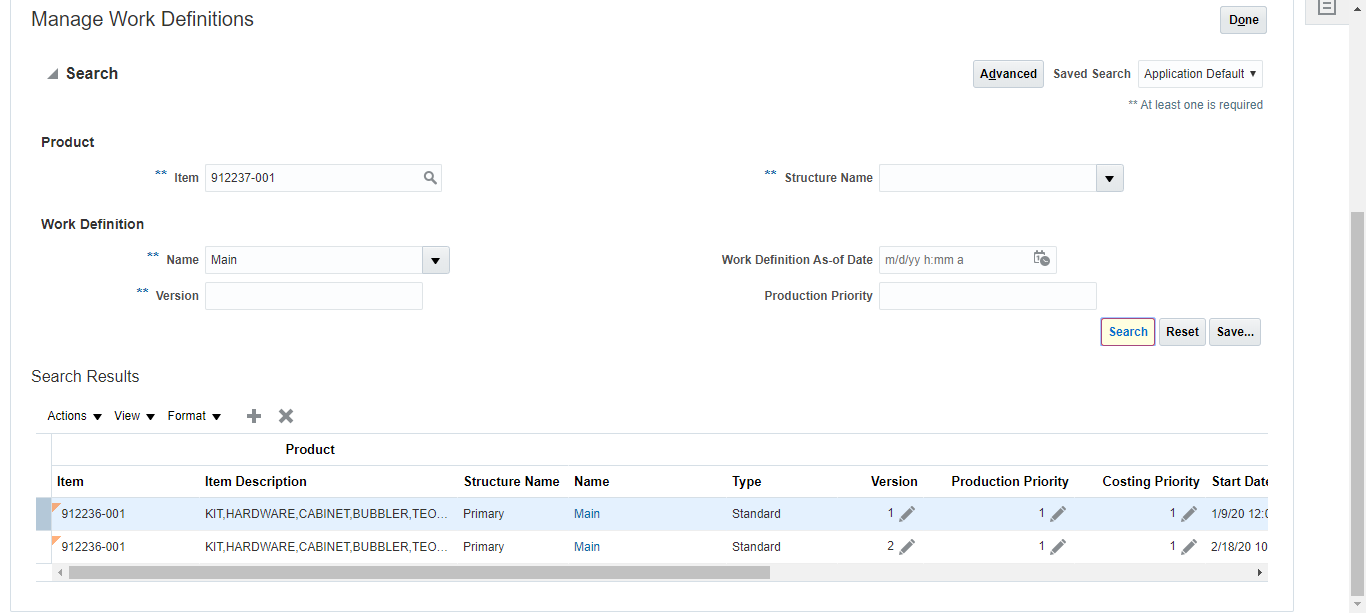 Manage Work Definitions
Done
Search
Advanced Saved Search Application Default
** At least one is required
Product
** Item 912237-001
** Structure Name
Work Definition
** Name Main
Work Definition As-of Date m/d/yy h:mm a
** Version
Production Priority
Search Reset Save...
Search Results
Actions View Format
Product
Item Item Description Structure Name Name Type Version Production Priority Costing Priority Start Date
912236-001 KIT,HARDWARE,CABINET,BUBBLER,TEO... Primary Main Standard 1 1 1 1/9/20 12:0
912236-001 KIT,HARDWARE,CABINET,BUBBLER,TEO... Primary Main Standard 2 1 1 2/18/20 10